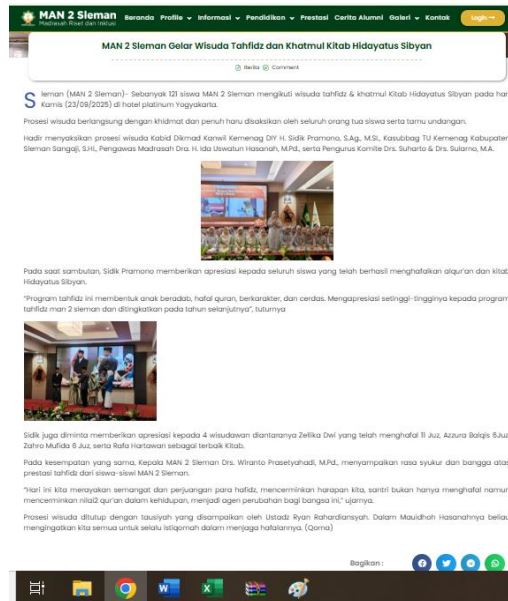 MAN 2 Sleman
Madrasah Riset dan Inklusi
Beranda Profile Informasi Pendidikan Prestasi Cerita Alumni Galeri Kontak Login
MAN 2 Sleman Gelar Wisuda Tahfidz dan Khatmul Kitab Hidayatus Sibyan
Berita Comment
Sleman (MAN 2 Sleman)- Sebanyak 121 siswa MAN 2 Sleman mengikuti wisuda tahfidz & khatmul Kitab Hidayatus Sibyan pada hari
Kamis (23/09/2025) di hotel platinum Yogyakarta.
Prosesi wisuda berlangsung dengan khidmat dan penuh haru disaksikan oleh seluruh orang tua siswa serta tamu undangan.
Hadir menyaksikan prosesi wisuda Kabid Dikmad Kanwil Kemenag DIY H. Sidik Pramono, S.Ag., M.Si., Kasubbag TU Kemenag Kabupaten
Sleman Sangaji, S.HI., Pengawas Madrasah Dra. H. Ida Uswatun Hasanah, M.Pd., serta Pengurus Komite Drs. Suharto & Drs. Sularno, M.A.
Pada saat sambutan, Sidik Pramono memberikan apresiasi kepada seluruh siswa yang telah berhasil menghafalkan alqur'an dan kitab
Hidayatus Sibyan.
"Program tahfidz ini membentuk anak beradab, hafal quran, berkarakter, dan cerdas. Mengapresiasi setinggi-tingginya kepada program
tahfidz man 2 sleman dan ditingkatkan pada tahun selanjutnya", tuturnya
Sidik juga diminta memberikan apresiasi kepada 4 wisudawan diantaranya Zellika Dwi yang telah menghafal 11 Juz, Azzura Balqis 6Juz,
Zahro Mufida 6 Juz, serta Rafa Hartawan sebagai terbaik Kitab.
Pada kesempatan yang sama, Kepala MAN 2 Sleman Drs. Wiranto Prasetyahadi, M.Pd., menyampaikan rasa syukur dan bangga atas
prestasi tahfidz dari siswa-siswi MAN 2 Sleman.
"Hari ini kita merayakan semangat dan perjuangan para hafidz, mencerminkan harapan kita, santri bukan hanya menghafal namun
mencerminkan nilai2 qur'an dalam kehidupan, menjadi agen perubahan bagi bangsa ini," ujarnya.
Prosesi wisuda ditutup dengan tausiyah yang disampaikan oleh Ustadz Ryan Rahardiansyah. Dalam Mauidhoh Hasanahnya beliau
mengingatkan kita semua untuk selalu istiqomah dalam menjaga hafalannya. (Qorna)
Bagikan :